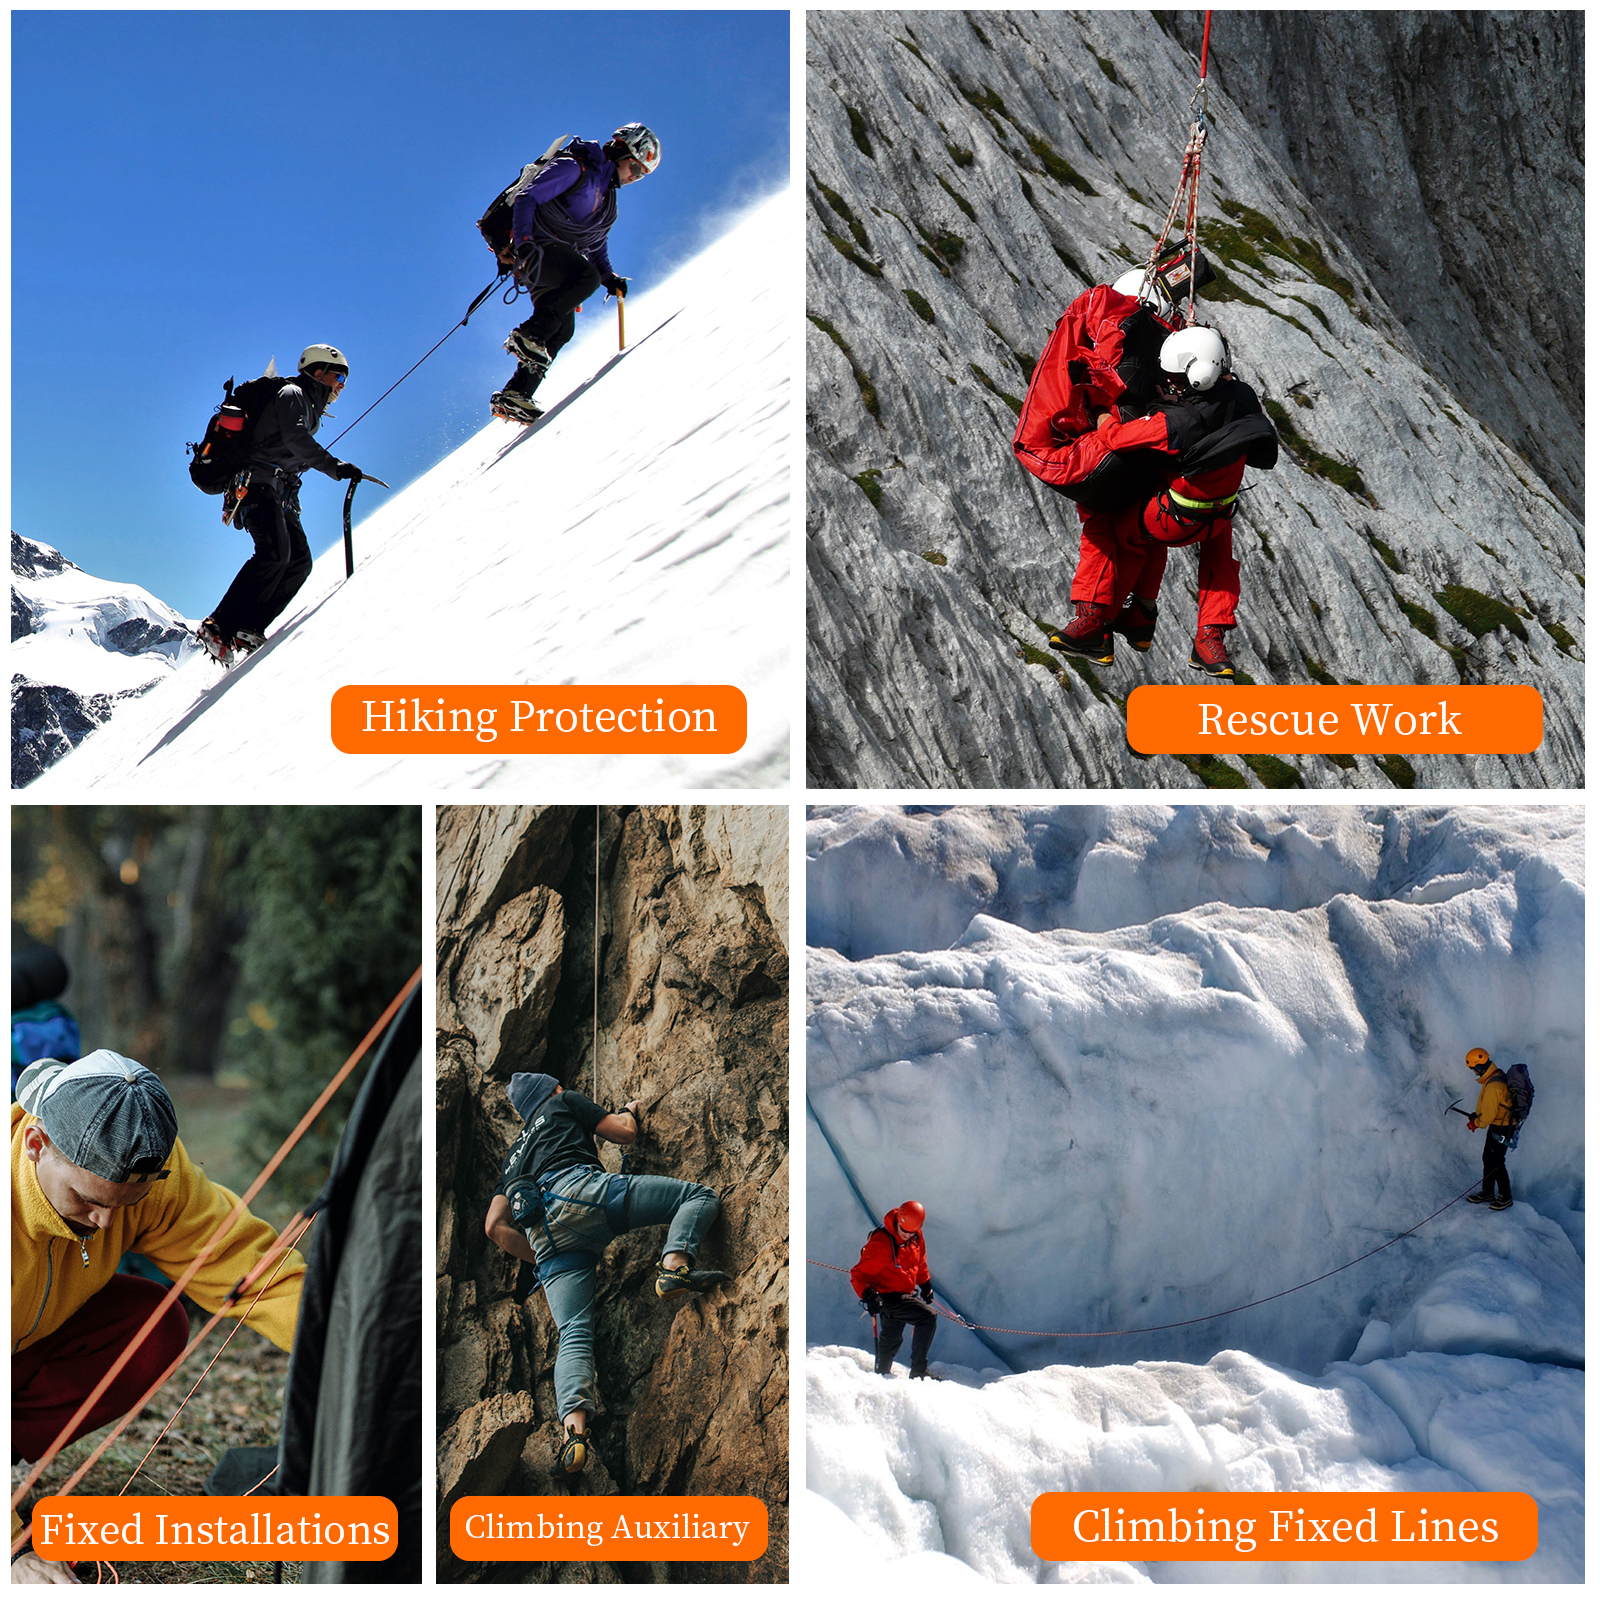 Hiking Protection
Rescue Work
Fixed Installations
Climbing Auxiliary
Climbing Fixed Lines